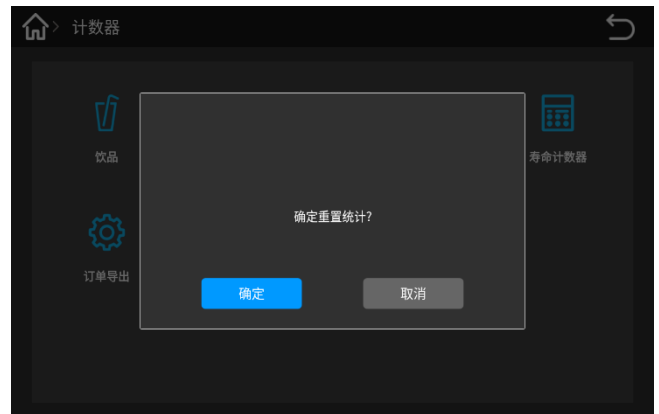 计数器
饮品
寿命计数器
确定重置统计?
订单导出
确定
取消